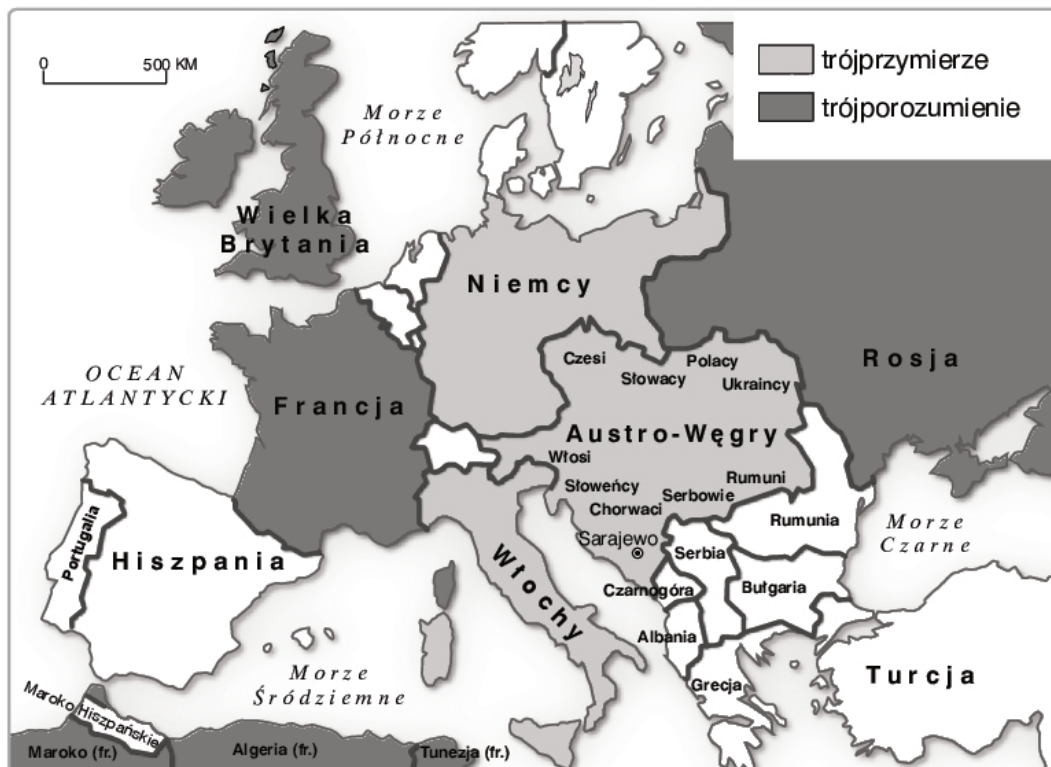 0 500 KM
trójprzymierze
trójporozumienie
Morze
Północne
Wielka
Brytania
Niemcy
OCEAN
ATLANTYCKI
Francja
Czesi
Słowacy
Polacy
Ukraincy
Rosja
Austro-Węgry
Włosi
Słoweńcy
Chorwaci
Serbowie
Rumuni
Sarajewo
Serbia
Rumunia
Morze
Czarne
Portugalia
Hiszpania
Włochy
Czarnogóra
Bułgaria
Albania
Grecja
Turcja
Morze
Śródziemne
Maroko Hiszpańskie
Maroko (fr.)
Algeria (fr.)
Tunezja (fr.)